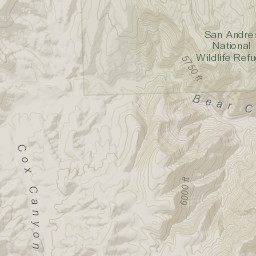 San Andres
National
Wildlife Refu
5750 ft
Bear C
Cox Canyon
6000 ft